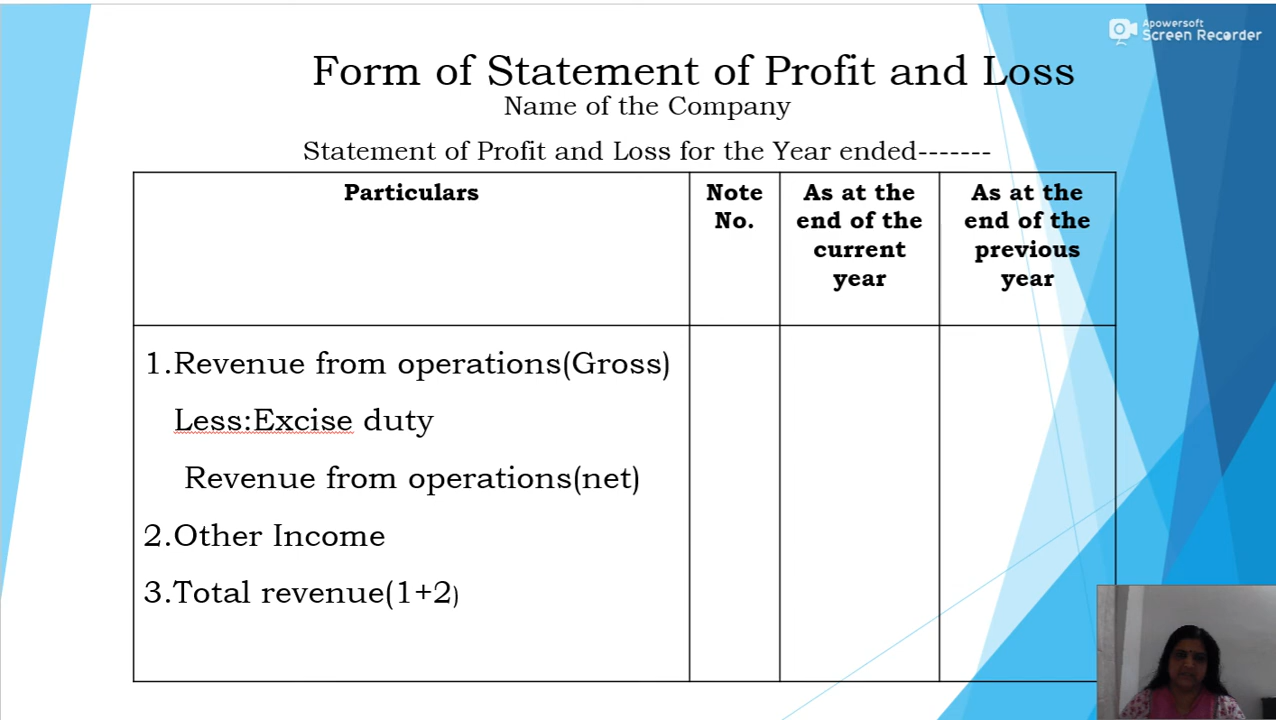 Apowersoft
Screen Recorder
Form of Statement of Profit and Loss
Name of the Company
Statement of Profit and Loss for the Year ended-------
Particulars
Note
No.
As at the
end of the
current
year
As at the
end of the
previous
year
1.Revenue from operations(Gross)
Less:Excise duty
Revenue from operations(net)
2.Other Income
3.Total revenue(1+2)